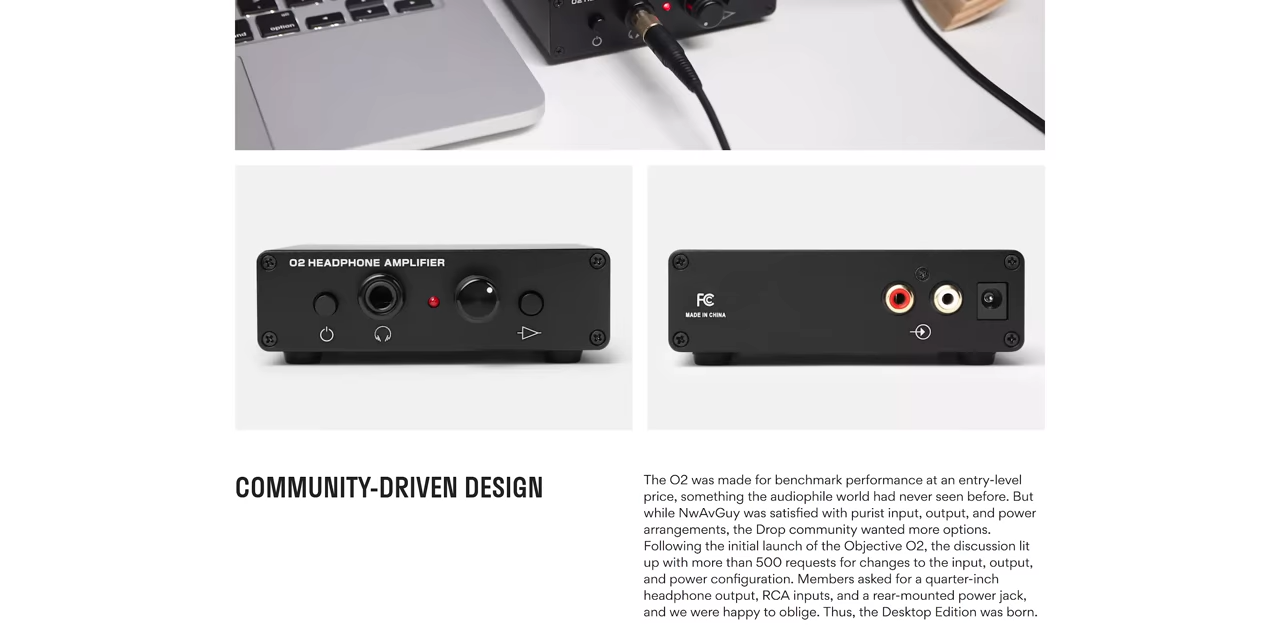 option
O2 HEADPHONE AMPLIFIER
FC
MADE IN CHINA
COMMUNITY-DRIVEN DESIGN
The O2 was made for benchmark performance at an entry-level
price, something the audiophile world had never seen before. But
while NwAvGuy was satisfied with purist input, output, and power
arrangements, the Drop community wanted more options.
Following the initial launch of the Objective O2, the discussion lit
up with more than 500 requests for changes to the input, output,
and power configuration. Members asked for a quarter-inch
headphone output, RCA inputs, and a rear-mounted power jack,
and we were happy to oblige. Thus, the Desktop Edition was born.